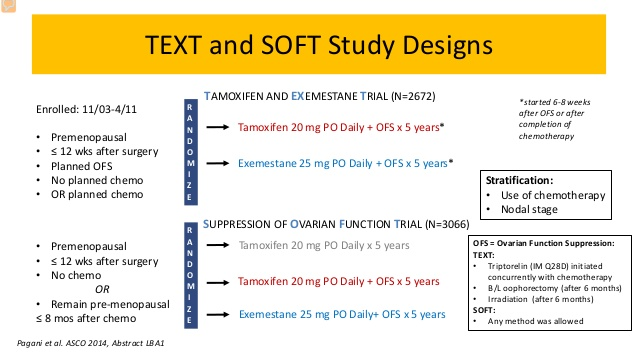 TEXT and SOFT Study Designs
TAMOXIFEN AND EXEMESTANE TRIAL (N=2672)
Enrolled: 11/03-4/11
• Premenopausal
• ≤ 12 wks after surgery
• Planned OFS
• No planned chemo
• OR planned chemo
RANDOMIZE
Tamoxifen 20 mg PO Daily + OFS x 5 years*
Exemestane 25 mg PO Daily + OFS x 5 years*
*started 6-8 weeks
after OFS or after
completion of
chemotherapy
Stratification:
• Use of chemotherapy
• Nodal stage
SUPPRESSION OF OVARIAN FUNCTION TRIAL (N=3066)
• Premenopausal
• ≤ 12 wks after surgery
• No chemo
OR
• Remain pre-menopausal
≤ 8 mos after chemo
RANDOMIZE
Tamoxifen 20 mg PO Daily x 5 years
Tamoxifen 20 mg PO Daily + OFS x 5 years
Exemestane 25 mg PO Daily+ OFS x 5 years
OFS = Ovarian Function Suppression:
TEXT:
• Triptorelin (IM Q28D) initiated
concurrently with chemotherapy
• B/L oophorectomy (after 6 months)
• Irradiation (after 6 months)
SOFT:
• Any method was allowed
Pagani et al. ASCO 2014, Abstract LBA1